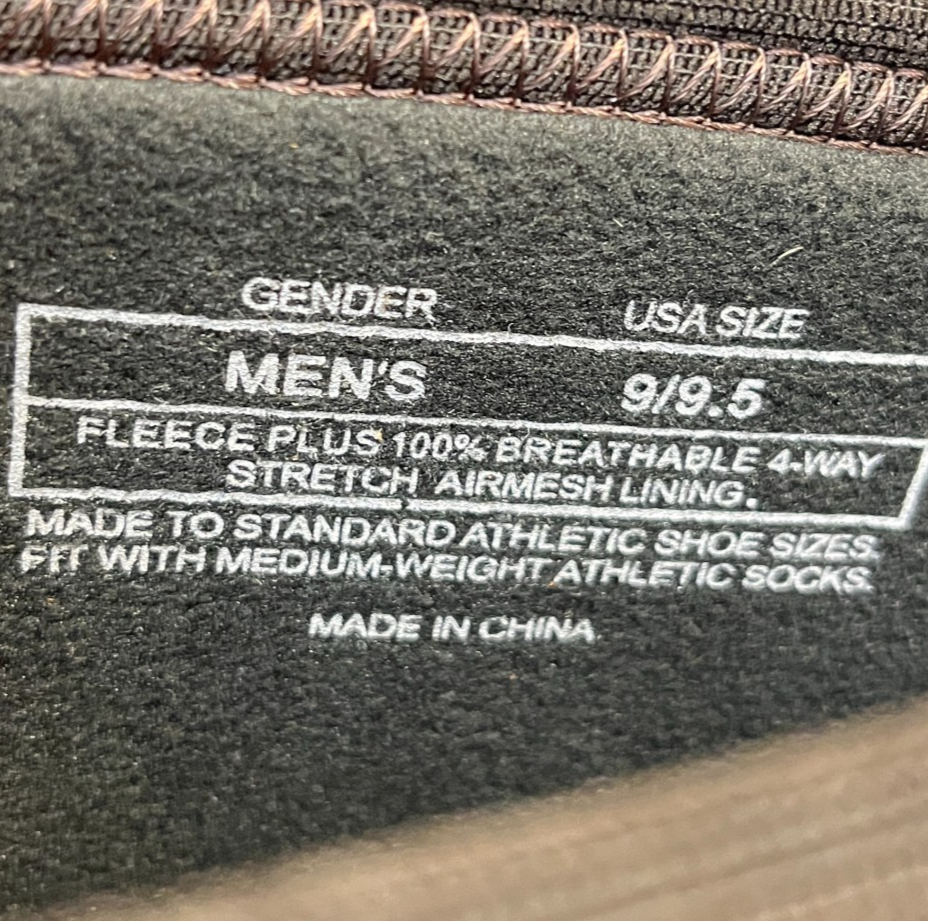 GENDER USA SIZE
MEN'S 9/9.5
FLEECE PLUS 100% BREATHABLE 4-WAY
STRETCH AIRMESH LINING.
MADE TO STANDARD ATHLETIC SHOE SIZES.
FIT WITH MEDIUM-WEIGHT ATHLETIC SOCKS.
MADE IN CHINA